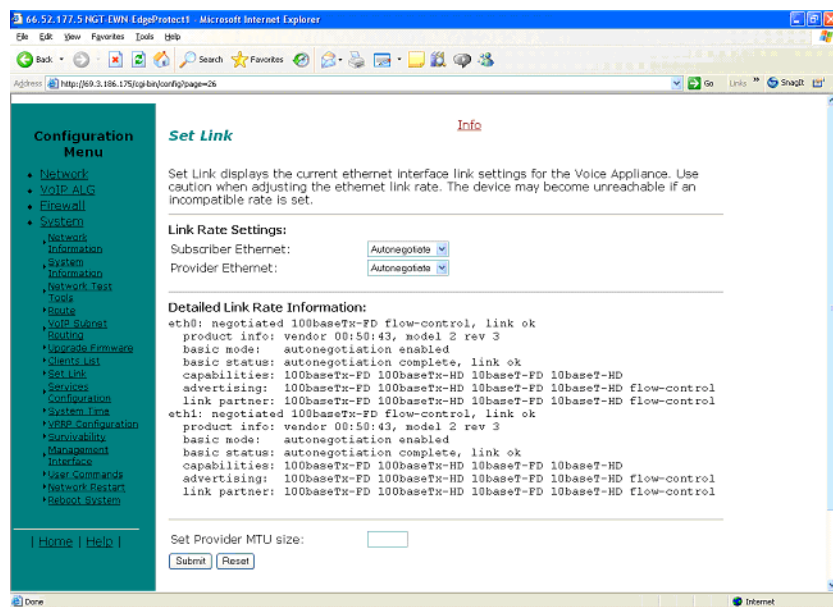 66.52.177.5 NGT-EWN-EdgeProtect1 - Microsoft Internet Explorer
File Edit View Favorites Tools Help
Back Search Favorites
Address http://69.3.186.175/cgi-bin/config?page=26 Go Links » SnagIt
Configuration
Menu
Network
VoIP ALG
Firewall
System
Network
Information
System
Information
Network Test
Tools
Route
VoIP Subnet
Routing
Upgrade Firmware
Clients List
Set Link
Services
Configuration
System Time
VRRP Configuration
Survivability
Management
Interface
User Commands
Network Restart
Reboot System
| Home | Help |
Info
Set Link
Set Link displays the current ethernet interface link settings for the Voice Appliance. Use
caution when adjusting the ethernet link rate. The device may become unreachable if an
incompatible rate is set.
Link Rate Settings:
Subscriber Ethernet: Autonegotiate
Provider Ethernet: Autonegotiate
Detailed Link Rate Information:
eth0: negotiated 100baseTx-FD flow-control, link ok
product info: vendor 00:50:43, model 2 rev 3
basic mode: autonegotiation enabled
basic status: autonegotiation complete, link ok
capabilities: 100baseTx-FD 100baseTx-HD 10baseT-FD 10baseT-HD
advertising: 100baseTx-FD 100baseTx-HD 10baseT-FD 10baseT-HD flow-control
link partner: 100baseTx-FD 100baseTx-HD 10baseT-FD 10baseT-HD flow-control
eth1: negotiated 100baseTx-FD flow-control, link ok
product info: vendor 00:50:43, model 2 rev 3
basic mode: autonegotiation enabled
basic status: autonegotiation complete, link ok
capabilities: 100baseTx-FD 100baseTx-HD 10baseT-FD 10baseT-HD
advertising: 100baseTx-FD 100baseTx-HD 10baseT-FD 10baseT-HD flow-control
link partner: 100baseTx-FD 100baseTx-HD 10baseT-FD 10baseT-HD flow-control
Set Provider MTU size:
Submit Reset
Done Internet